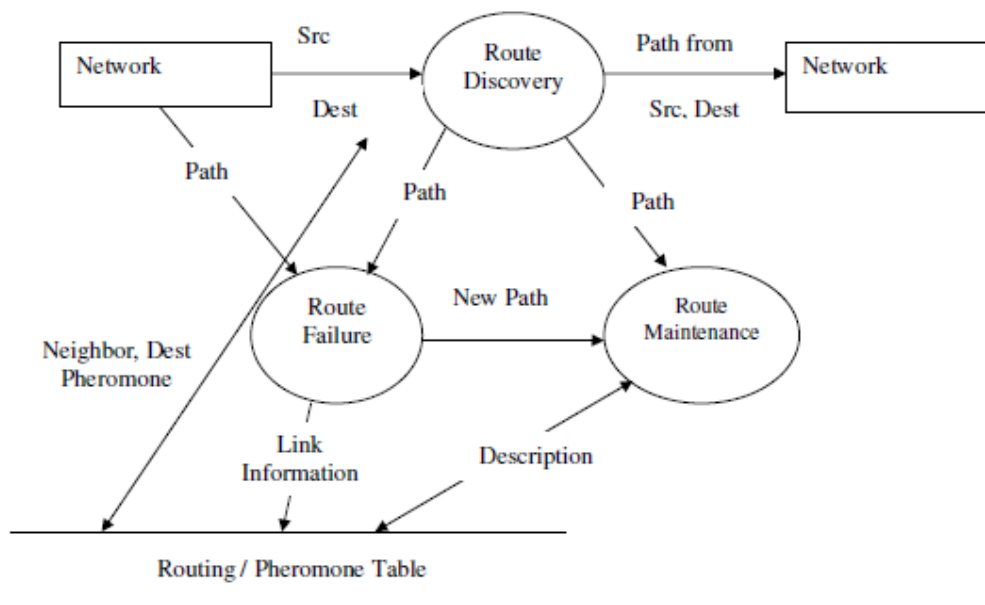 Src
Route
Discovery
Path from
Network
Network
Dest
Src, Dest
Path
Path
Path
Route
Failure
New Path
Route
Maintenance
Neighbor, Dest
Pheromone
Link
Information
Description
Routing / Pheromone Table